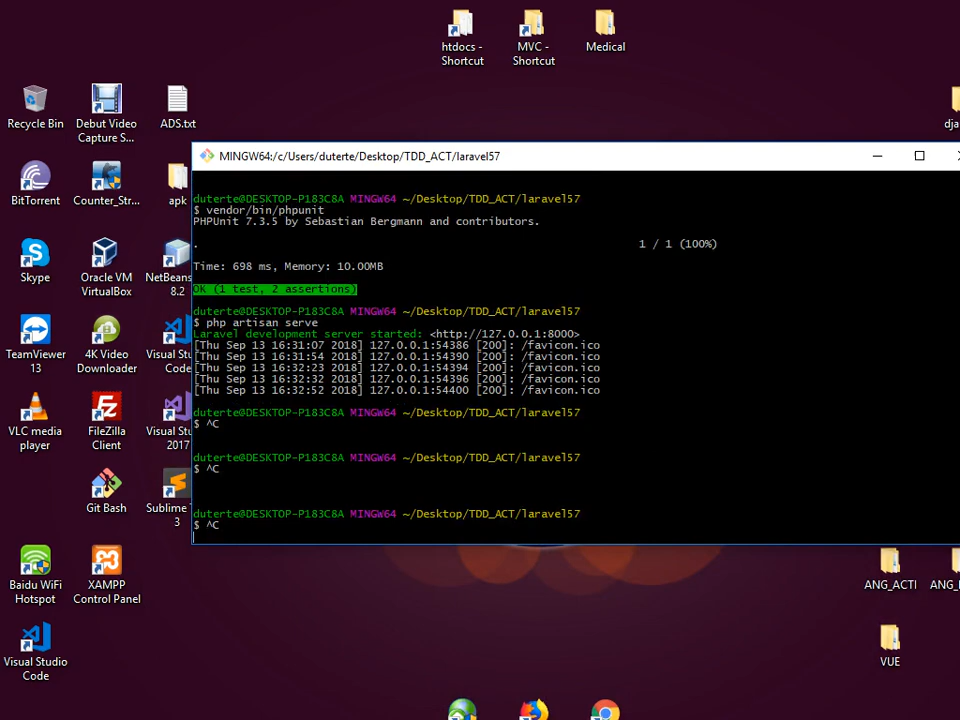 htdocs -
Shortcut
MVC -
Shortcut
Medical
Recycle Bin
Debut Video
Capture S...
ADS.txt
dja
MINGW64:/c/Users/duterte/Desktop/TDD_ACT/laravel57
duterte@DESKTOP-P183C8A MINGW64 ~/Desktop/TDD_ACT/laravel57
$ vendor/bin/phpunit
PHPUnit 7.3.5 by Sebastian Bergmann and contributors.
. 1 / 1 (100%)
Time: 698 ms, Memory: 10.00MB
OK (1 test, 2 assertions)
duterte@DESKTOP-P183C8A MINGW64 ~/Desktop/TDD_ACT/laravel57
$ php artisan serve
Laravel development server started: <http://127.0.0.1:8000>
[Thu Sep 13 16:31:07 2018] 127.0.0.1:54386 [200]: /favicon.ico
[Thu Sep 13 16:31:54 2018] 127.0.0.1:54390 [200]: /favicon.ico
[Thu Sep 13 16:32:23 2018] 127.0.0.1:54394 [200]: /favicon.ico
[Thu Sep 13 16:32:32 2018] 127.0.0.1:54396 [200]: /favicon.ico
[Thu Sep 13 16:32:52 2018] 127.0.0.1:54400 [200]: /favicon.ico
duterte@DESKTOP-P183C8A MINGW64 ~/Desktop/TDD_ACT/laravel57
$ ^C
duterte@DESKTOP-P183C8A MINGW64 ~/Desktop/TDD_ACT/laravel57
$ ^C
duterte@DESKTOP-P183C8A MINGW64 ~/Desktop/TDD_ACT/laravel57
$ ^C
BitTorrent
Counter_Str...
apk
Skype
Oracle VM
VirtualBox
NetBeans
8.2
TeamViewer
13
4K Video
Downloader
Visual Stu
Code
VLC media
player
FileZilla
Client
Visual Stu
2017
Git Bash
Sublime T
3
Baidu WiFi
Hotspot
XAMPP
Control Panel
Visual Studio
Code
ANG_ACTI
ANG_
VUE